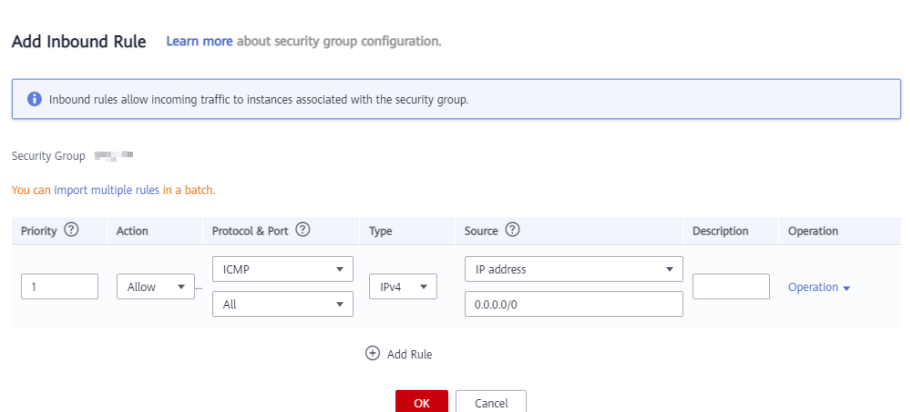 Add Inbound Rule Learn more about security group configuration.
Inbound rules allow incoming traffic to instances associated with the security group.
Security Group
You can import multiple rules in a batch.
Priority Action Protocol & Port Type Source Description Operation
1 Allow ... ICMP IPv4 IP address Operation
All 0.0.0.0/0
Add Rule
OK Cancel